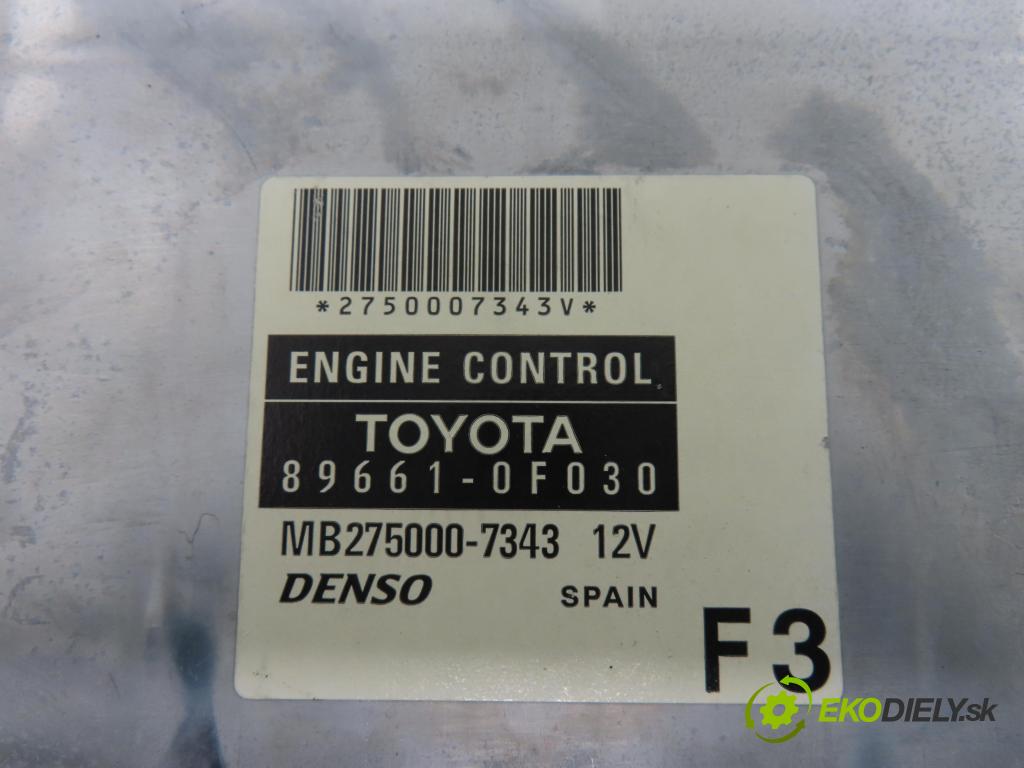 *2750007343V*
ENGINE CONTROL
TOYOTA
89661-0F030
MB275000-7343 12V
DENSO SPAIN
F3
EKODIELY.sk